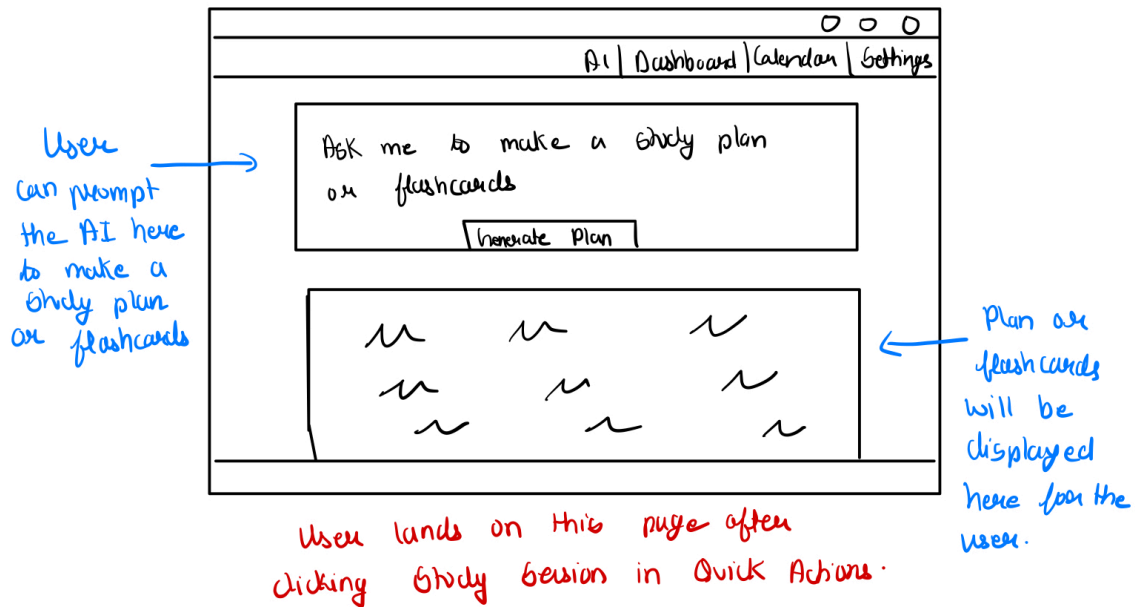 AI | Dashboard | Calendar | Settings
Ask me to make a study plan
or flashcards
Generate Plan
User
can prompt
the AI here
to make a
study plan
or flashcards
Plan or
flashcards
will be
displayed
here for the
user.
User lands on this page after
clicking Study Session in Quick Actions.